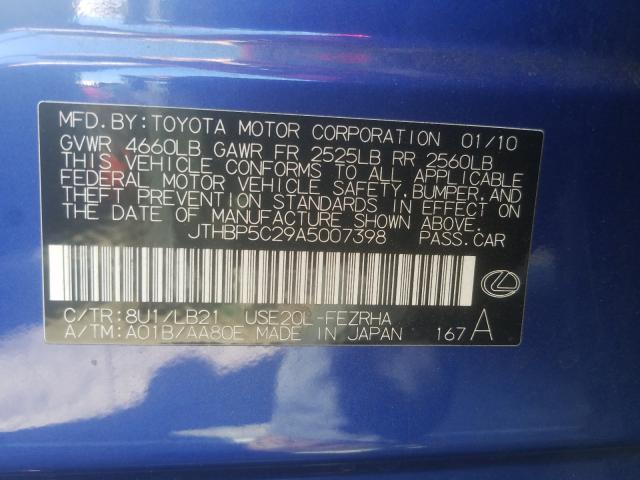 MFD.BY:TOYOTA MOTOR CORPORATION 01/10
GVWR 4660LB GAWR FR 2525LB RR 2560LB
THIS VEHICLE CONFORMS TO ALL APPLICABLE
FEDERAL MOTOR VEHICLE SAFETY,BUMPER,AND
THEFT PREVENTION STANDARDS IN EFFECT ON
THE DATE OF MANUFACTURE SHOWN ABOVE.
JTHBP5C29A5007398 PASS.CAR
C/TR:8U1/LB21 USE20L-FEZRHA
A/TM:A01B/AA80E MADE IN JAPAN 167 A